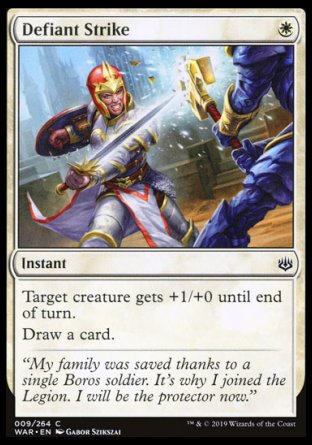 Defiant Strike
Instant
Target creature gets +1/+0 until end
of turn.
Draw a card.
"My family was saved thanks to a
single Boros soldier. It's why I joined the
Legion. I will be the protector now."
009/264 C
WAR • EN Gabor Szikszai
™ & © 2019 Wizards of the Coast